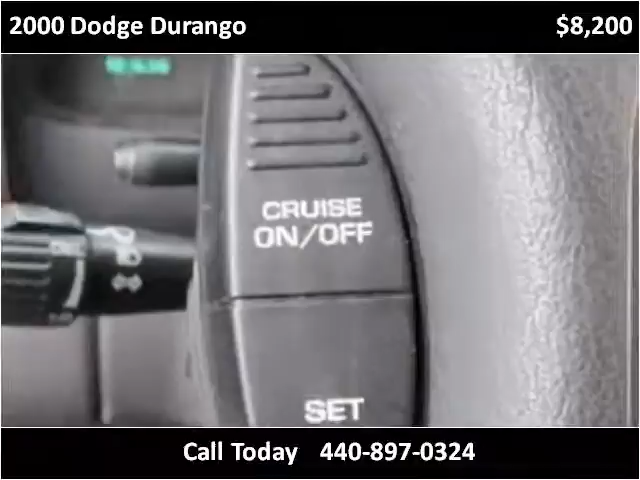 2000 Dodge Durango $8,200
CRUISE
ON/OFF
SET
Call Today 440-897-0324